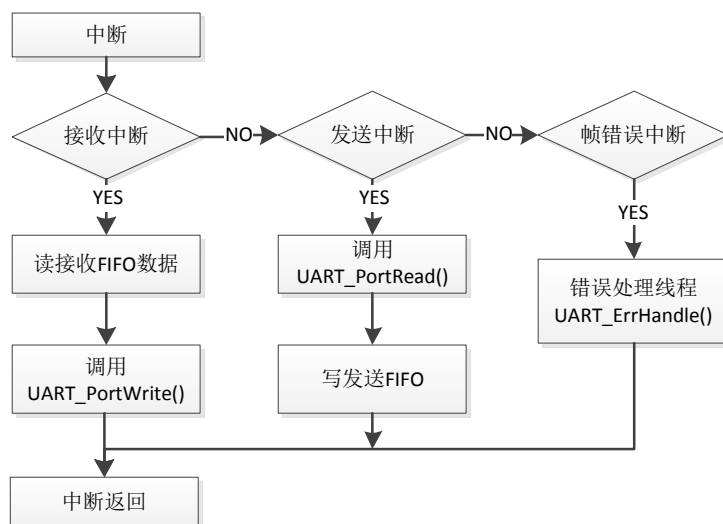 中断
接收中断
NO
发送中断
NO
帧错误中断
YES
YES
YES
读接收FIFO数据
调用
UART_PortRead()
错误处理线程
UART_ErrHandle()
调用
UART_PortWrite()
写发送FIFO
中断返回